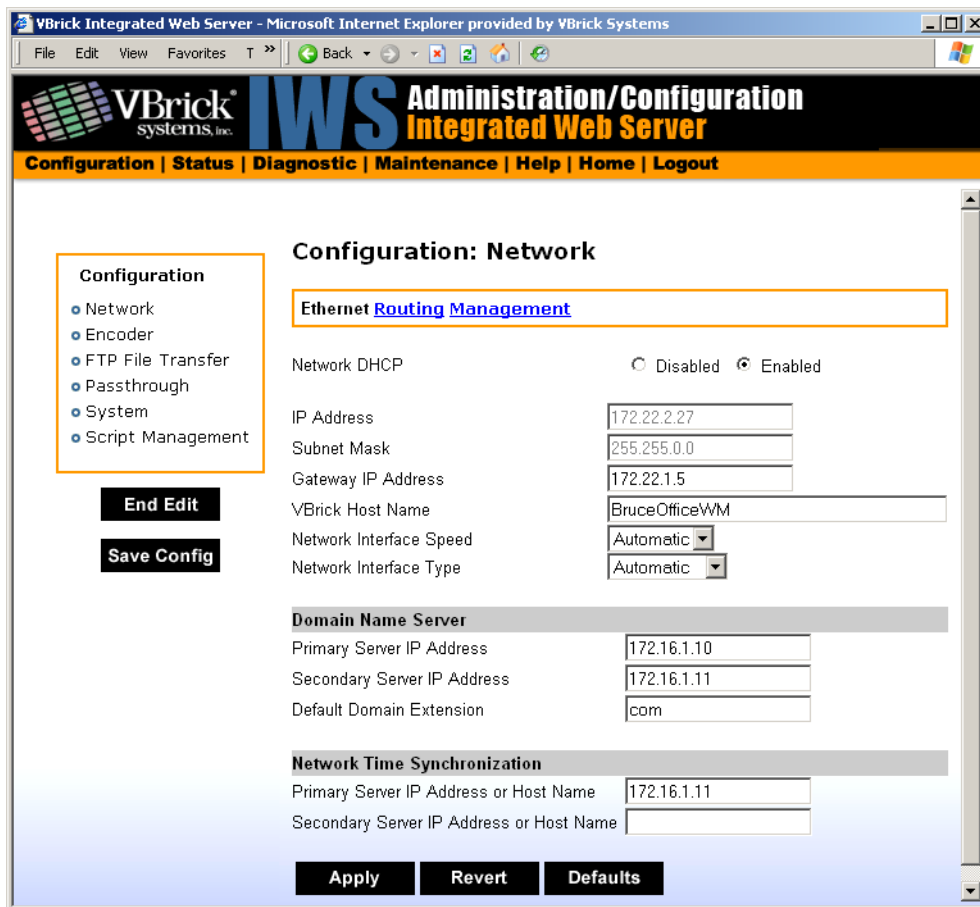 VBrick Integrated Web Server - Microsoft Internet Explorer provided by VBrick Systems
File Edit View Favorites T » Back
VBrick
systems, inc.
IWS
Administration/Configuration
Integrated Web Server
Configuration | Status | Diagnostic | Maintenance | Help | Home | Logout
Configuration
Network
Encoder
FTP File Transfer
Passthrough
System
Script Management
End Edit
Save Config
Configuration: Network
Ethernet Routing Management
Network DHCP Disabled Enabled
IP Address 172.22.2.27
Subnet Mask 255.255.0.0
Gateway IP Address 172.22.1.5
VBrick Host Name BruceOfficeWM
Network Interface Speed Automatic
Network Interface Type Automatic
Domain Name Server
Primary Server IP Address 172.16.1.10
Secondary Server IP Address 172.16.1.11
Default Domain Extension com
Network Time Synchronization
Primary Server IP Address or Host Name 172.16.1.11
Secondary Server IP Address or Host Name
Apply Revert Defaults